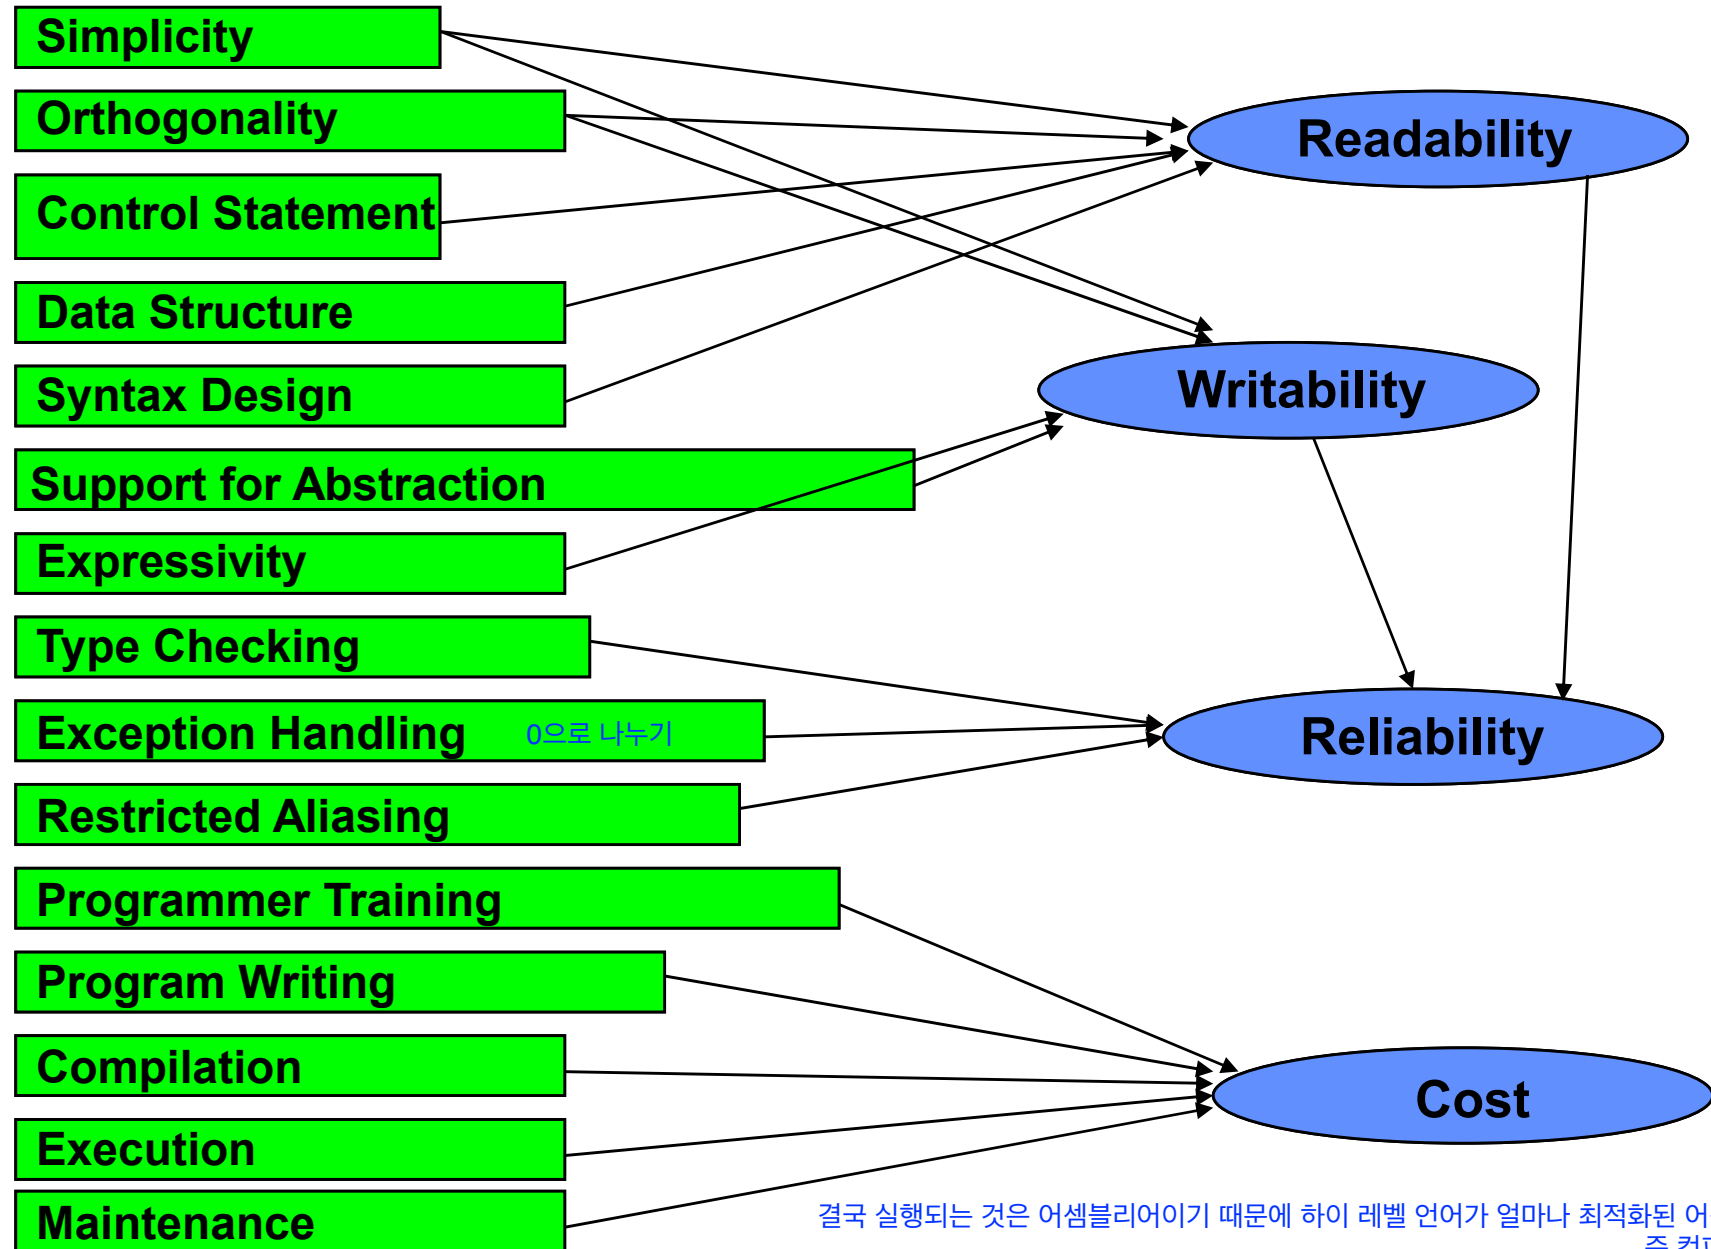 Simplicity
Orthogonality
Control Statement
Data Structure
Syntax Design
Support for Abstraction
Expressivity
Type Checking
Exception Handling 0으로 나누기
Restricted Aliasing
Programmer Training
Program Writing
Compilation
Execution
Maintenance
Readability
Writability
Reliability
Cost
결국 실행되는 것은 어셈블리어이기 때문에 하이 레벨 언어가 얼마나 최적화된 어